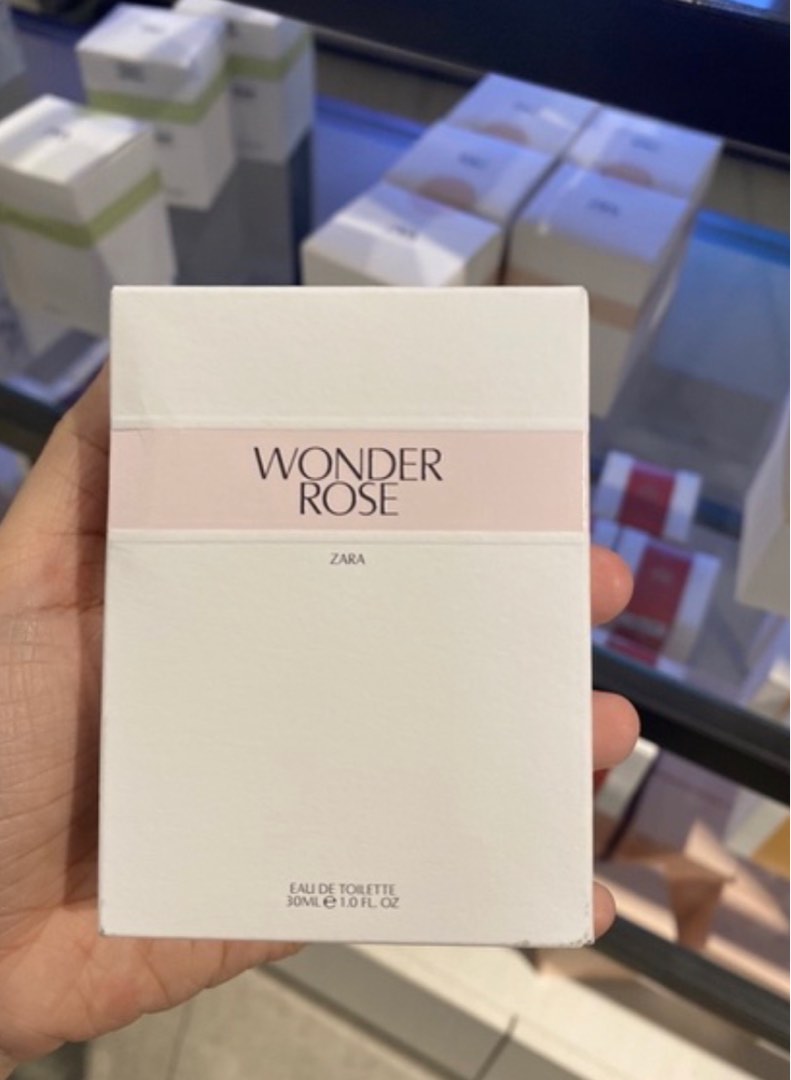 WONDER
ROSE
ZARA
EAU DE TOILETTE
30ML ℮ 1.0 FL. OZ